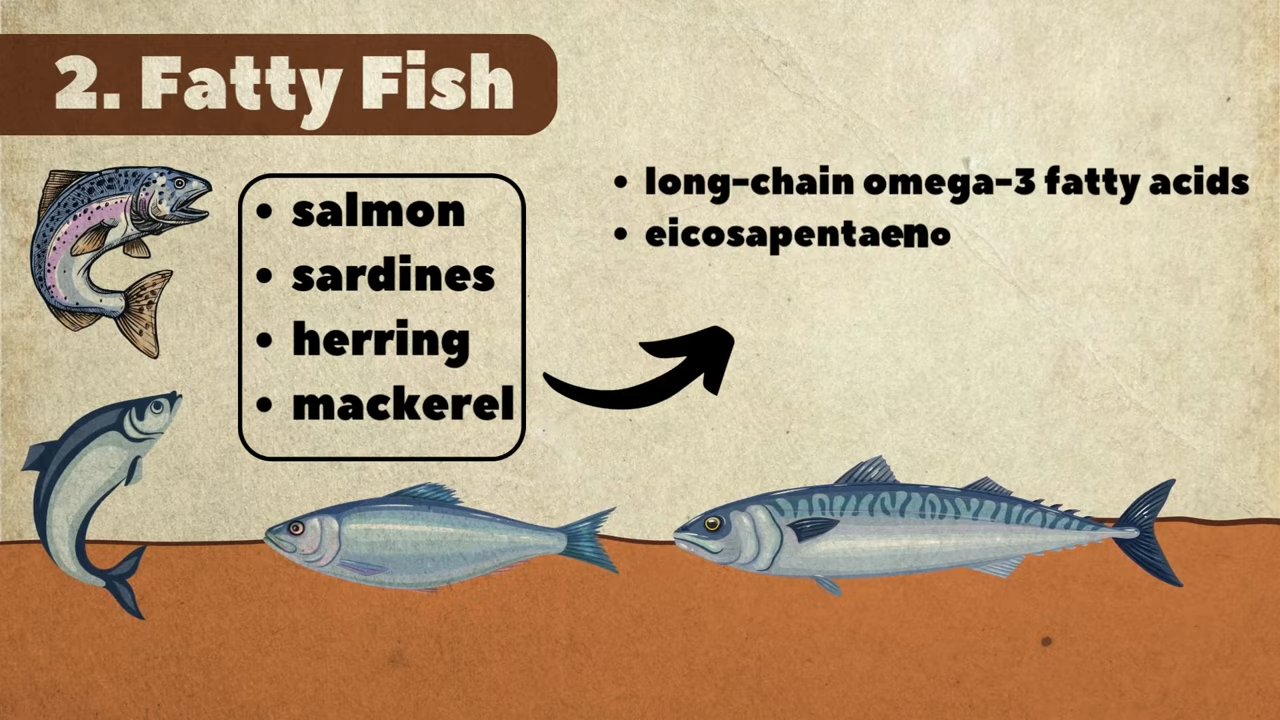 2. Fatty Fish
• salmon
• sardines
• herring
• mackerel
• long-chain omega-3 fatty acids
• eicosapentaeno